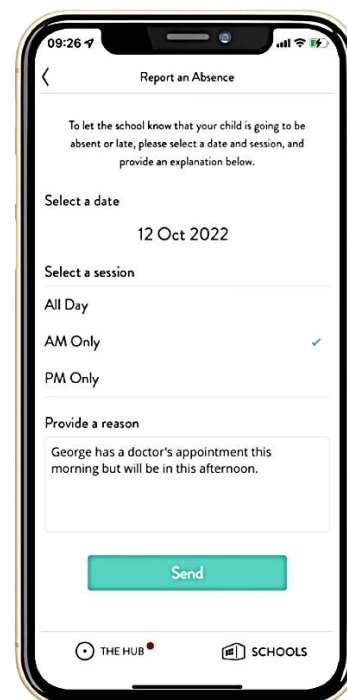 09:26
Report an Absence
To let the school know that your child is going to be
absent or late, please select a date and session, and
provide an explanation below.
Select a date
12 Oct 2022
Select a session
All Day
AM Only
PM Only
Provide a reason
George has a doctor's appointment this
morning but will be in this afternoon.
Send
THE HUB
SCHOOLS